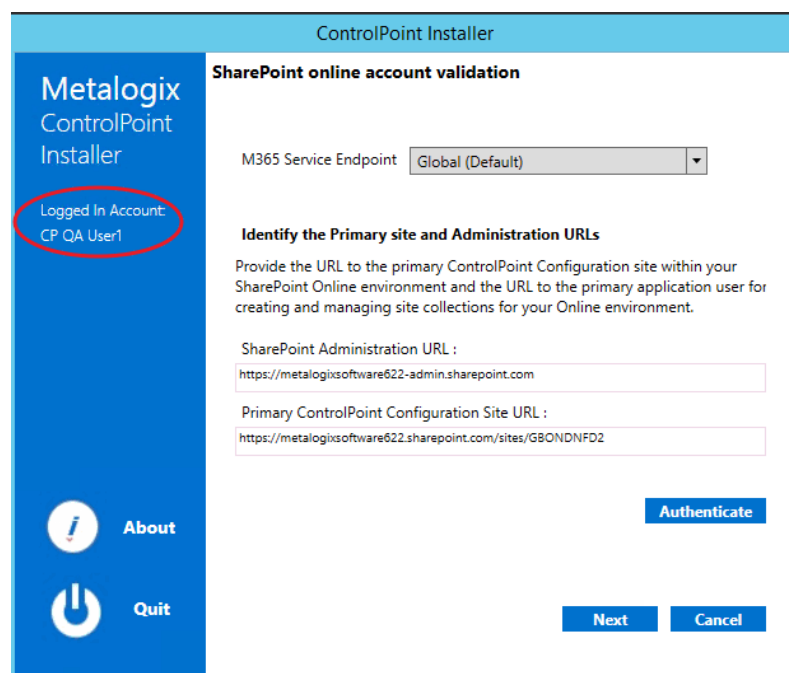 ControlPoint Installer
Metalogix
ControlPoint
Installer
Logged In Account:
CP QA User1
About
Quit
SharePoint online account validation
M365 Service Endpoint Global (Default)
Identify the Primary site and Administration URLs
Provide the URL to the primary ControlPoint Configuration site within your
SharePoint Online environment and the URL to the primary application user for
creating and managing site collections for your Online environment.
SharePoint Administration URL :
https://metalogixsoftware622-admin.sharepoint.com
Primary ControlPoint Configuration Site URL :
https://metalogixsoftware622.sharepoint.com/sites/GBONDNFD2
Authenticate
Next Cancel